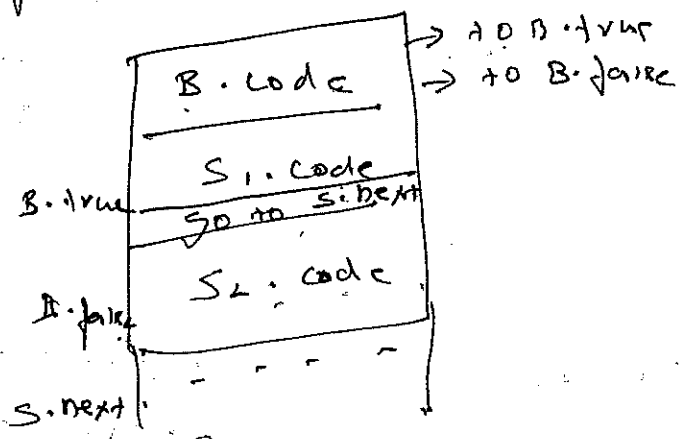 B.code → to B.true
→ to B.false
S1.code
B.true
go to S.next
S2.code
B.false
S.next